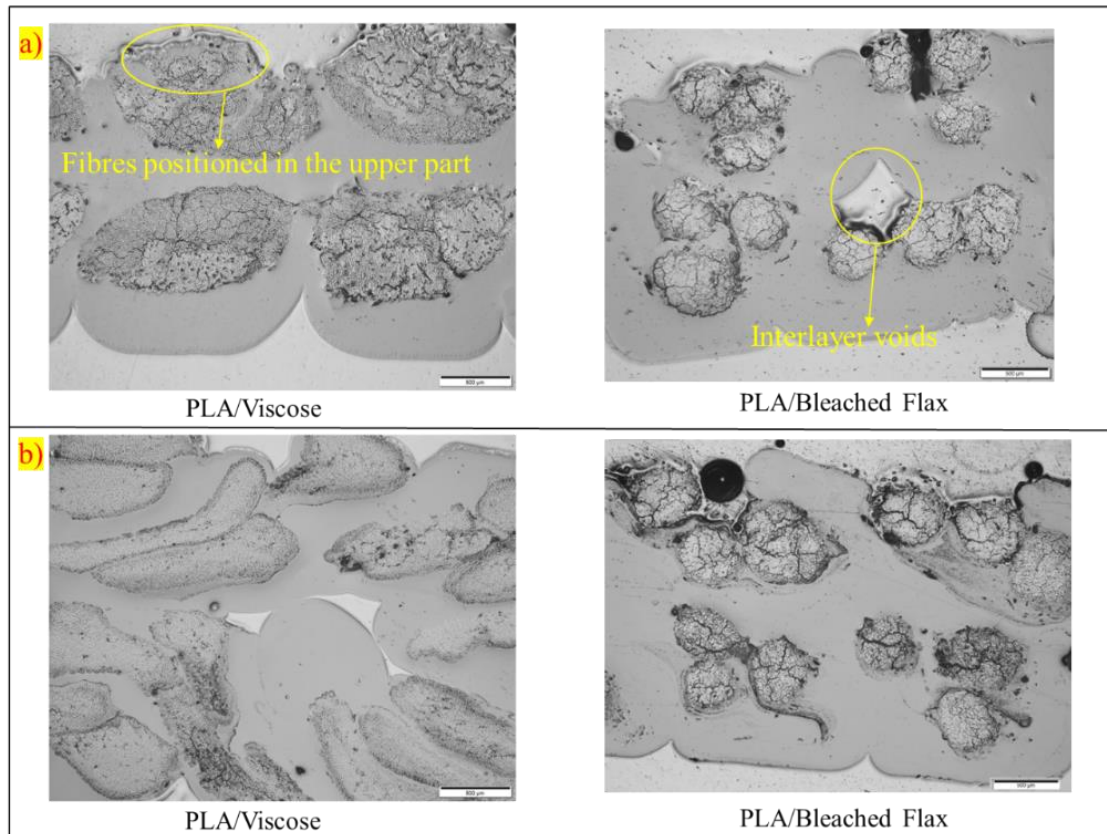 a)
Fibres positioned in the upper part
Interlayer voids
PLA/Viscose
PLA/Bleached Flax
b)
PLA/Viscose
PLA/Bleached Flax